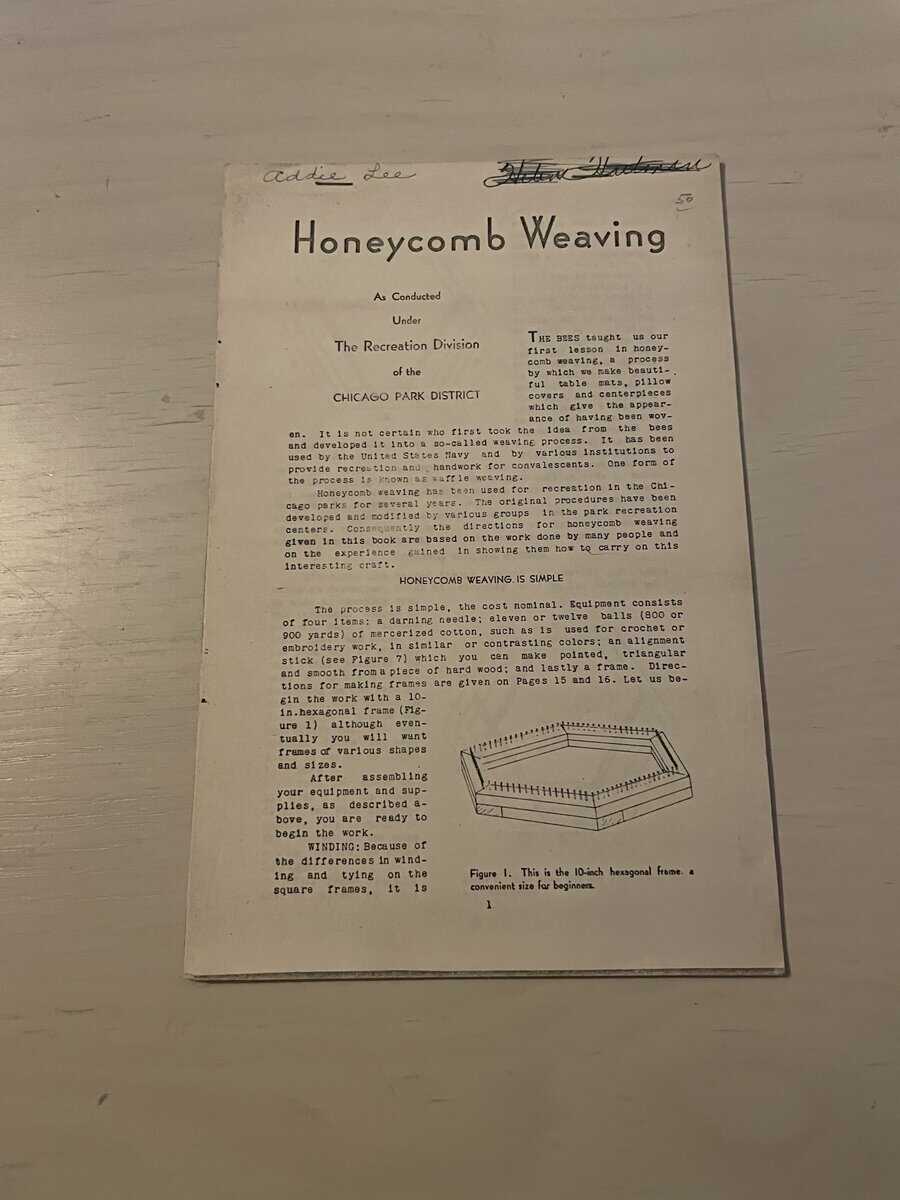 Addie Lee
50
Honeycomb Weaving
As Conducted
Under
The Recreation Division
of the
CHICAGO PARK DISTRICT
THE BEES taught us our
first lesson in honey-
comb weaving, a process
by which we make beauti-
ful table mats, pillow
covers and centerpieces
which give the appear-
ance of having been wov-
en. It is not certain who first took the idea from the bees
and developed it into a so-called weaving process. It has been
used by the United States Navy and by various institutions to
provide recreation and handwork for convalescents. One form of
the process is known as waffle weaving.
Honeycomb weaving has been used for recreation in the Chi-
cago parks for several years. The original procedures have been
developed and modified by various groups in the park recreation
centers. Consequently the directions for honeycomb weaving
given in this book are based on the work done by many people and
on the experience gained in showing them how to carry on this
interesting craft.
HONEYCOMB WEAVING IS SIMPLE
The process is simple, the cost nominal. Equipment consists
of four items: a darning needle; eleven or twelve balls (800 or
900 yards) of mercerized cotton, such as is used for crochet or
embroidery work, in similar or contrasting colors; an alignment
stick (see Figure 7) which you can make pointed, triangular
and smooth from a piece of hard wood; and lastly a frame. Direc-
tions for making frames are given on Pages 15 and 16. Let us be-
gin the work with a 10-
in.hexagonal frame (Fig-
ure 1) although even-
tually you will want
frames of various shapes
and sizes.
After assembling
your equipment and sup-
plies, as described a-
bove, you are ready to
begin the work.
WINDING: Because of
the differences in wind-
ing and tying on the
square frames, it is
Figure 1. This is the 10-inch hexagonal frame. a
convenient size for beginners.
1